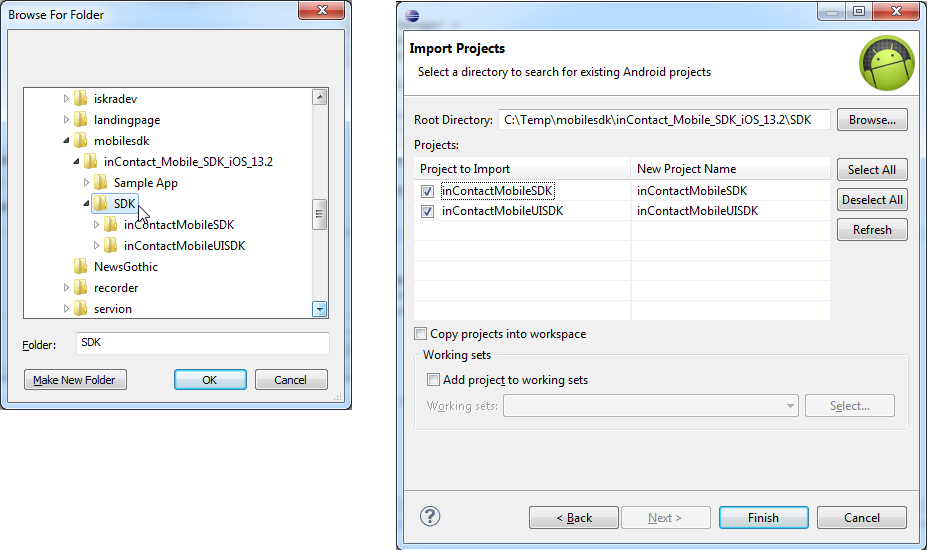 Browse For Folder
iskradev
landingpage
mobilesdk
inContact_Mobile_SDK_iOS_13.2
Sample App
SDK
inContactMobileSDK
inContactMobileUISDK
NewsGothic
recorder
servion
Folder: SDK
Make New Folder OK Cancel
Import Projects
Select a directory to search for existing Android projects
Root Directory: C:\Temp\mobilesdk\inContact_Mobile_SDK_iOS_13.2\SDK Browse...
Projects:
Project to Import New Project Name Select All
inContactMobileSDK inContactMobileSDK
inContactMobileUISDK inContactMobileUISDK
Deselect All
Refresh
Copy projects into workspace
Working sets
Add project to working sets
Working sets: Select...
? < Back Next > Finish Cancel